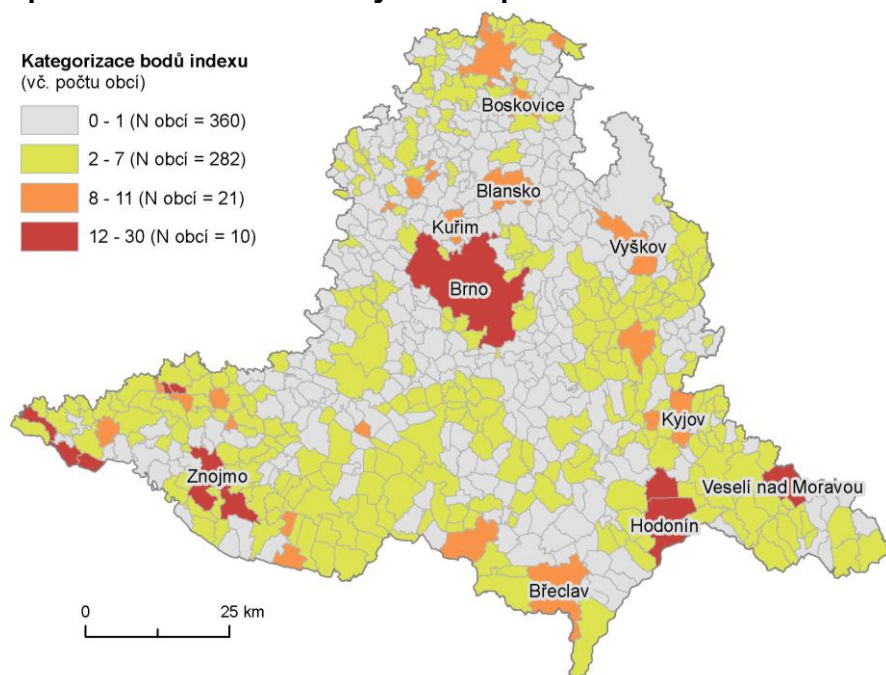 Kategorizace bodů indexu
(vč. počtu obcí)
0 - 1 (N obcí = 360)
2 - 7 (N obcí = 282)
8 - 11 (N obcí = 21)
12 - 30 (N obcí = 10)
Boskovice
Blansko
Kuřim
Vyškov
Brno
Kyjov
Znojmo
Veselí nad Moravou
Hodonín
Břeclav
0 25 km